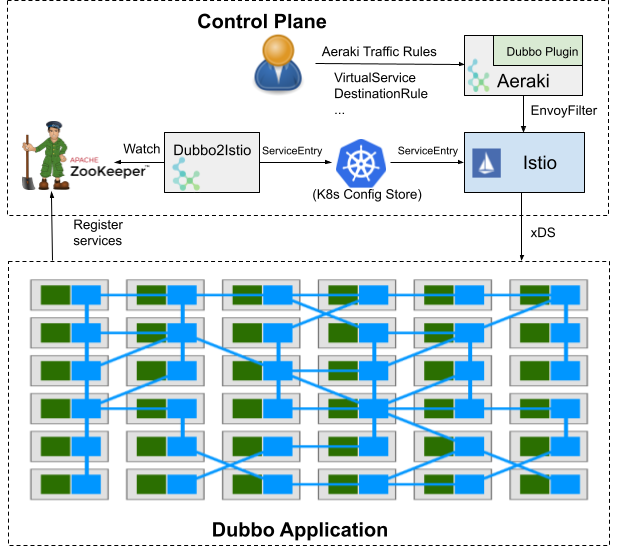 Control Plane
Aeraki Traffic Rules
VirtualService
DestinationRule
...
Dubbo Plugin
Aeraki
EnvoyFilter
APACHE
ZooKeeper™
Watch
Dubbo2Istio
ServiceEntry
(K8s Config Store)
ServiceEntry
Istio
Register
services
xDS
Dubbo Application